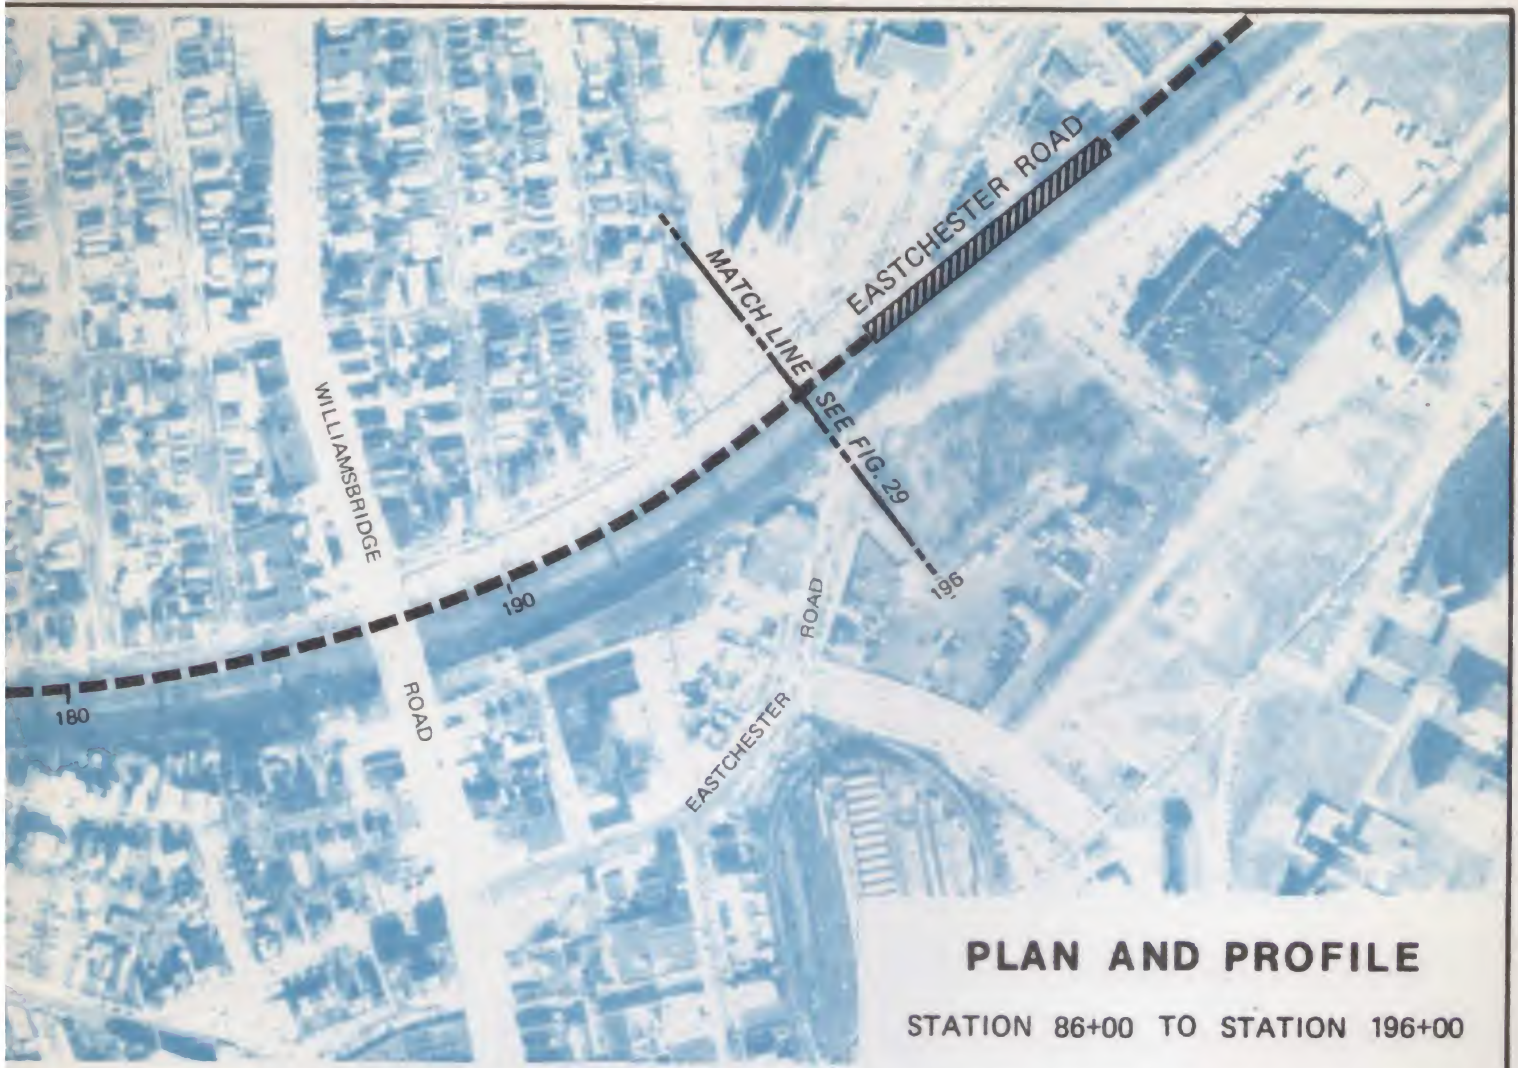 EASTCHESTER ROAD
MATCH LINE SEE FIG. 29
WILLIAMSBRIDGE
ROAD
190
196
180
EASTCHESTER
ROAD
PLAN AND PROFILE
STATION 86+00 TO STATION 196+00